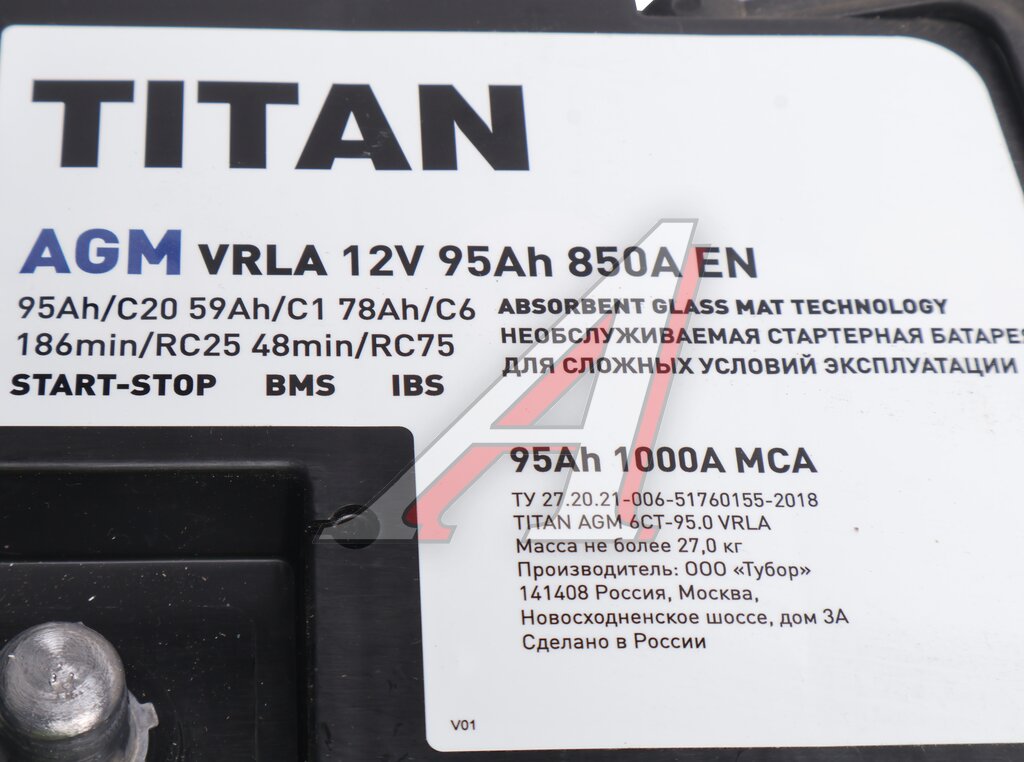 TITAN
AGM VRLA 12V 95Ah 850A EN
95Ah/C20 59Ah/C1 78Ah/C6
186min/RC25 48min/RC75
START-STOP BMS IBS
ABSORBENT GLASS MAT TECHNOLOGY
НЕОБСЛУЖИВАЕМАЯ СТАРТЕРНАЯ
ДЛЯ СЛОЖНЫХ УСЛОВИЙ ЭКСПЛУАТАЦИИ
95Ah 1000A MCA
ТУ 27.20.21-006-51760155-2018
TITAN AGM 6CT-95.0 VRLA
Масса не более 27,0 кг
Производитель: ООО «Тубор»
141408 Россия, Москва,
Новосходненское шоссе, дом 3А
Сделано в России
V01